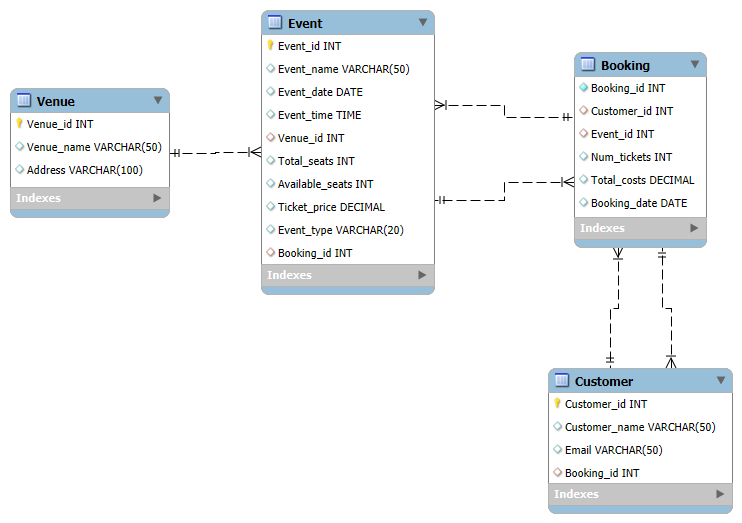 Venue
Venue_id INT
Venue_name VARCHAR(50)
Address VARCHAR(100)
Indexes
Event
Event_id INT
Event_name VARCHAR(50)
Event_date DATE
Event_time TIME
Venue_id INT
Total_seats INT
Available_seats INT
Ticket_price DECIMAL
Event_type VARCHAR(20)
Booking_id INT
Indexes
Booking
Booking_id INT
Customer_id INT
Event_id INT
Num_tickets INT
Total_costs DECIMAL
Booking_date DATE
Indexes
Customer
Customer_id INT
Customer_name VARCHAR(50)
Email VARCHAR(50)
Booking_id INT
Indexes